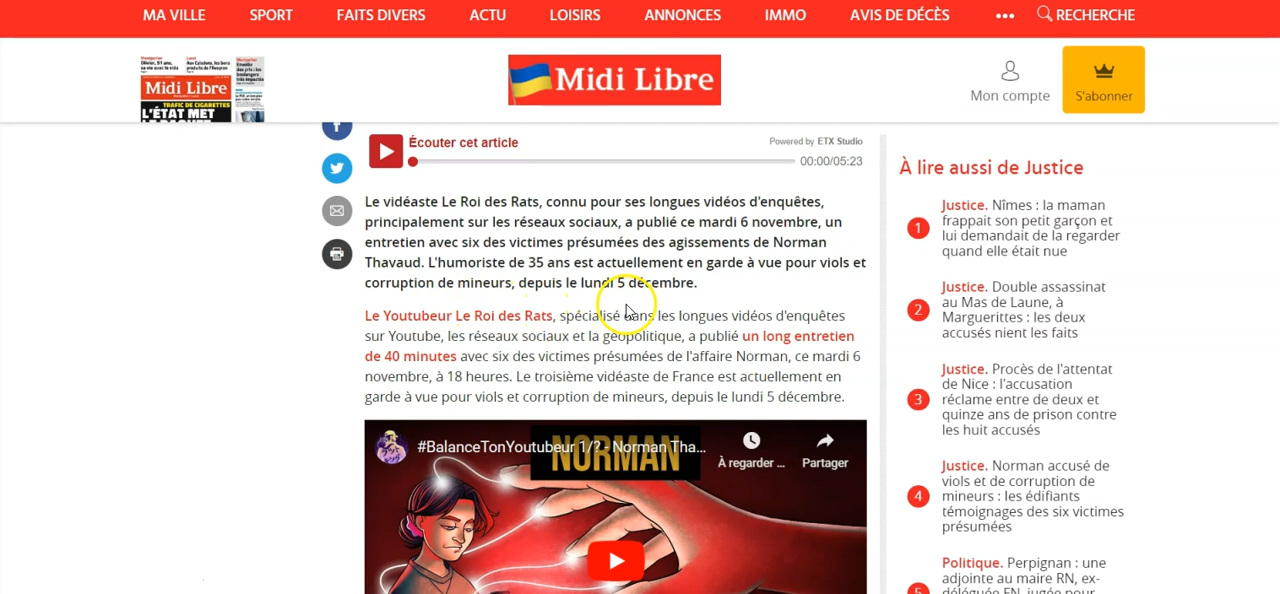 MA VILLE SPORT FAITS DIVERS ACTU LOISIRS ANNONCES IMMO AVIS DE DÉCÈS ••• RECHERCHE
Midi Libre
TRAFIC DE CIGARETTES
L'ÉTAT MET
Midi Libre
Mon compte
S'abonner
Écouter cet article
Powered by ETX Studio
00:00/05:23
Le vidéaste Le Roi des Rats, connu pour ses longues vidéos d'enquêtes,
principalement sur les réseaux sociaux, a publié ce mardi 6 novembre, un
entretien avec six des victimes présumées des agissements de Norman
Thavaud. L'humoriste de 35 ans est actuellement en garde à vue pour viols et
corruption de mineurs, depuis le lundi 5 décembre.
Le Youtubeur Le Roi des Rats, spécialisé dans les longues vidéos d'enquêtes
sur Youtube, les réseaux sociaux et la géopolitique, a publié un long entretien
de 40 minutes avec six des victimes présumées de l'affaire Norman, ce mardi 6
novembre, à 18 heures. Le troisième vidéaste de France est actuellement en
garde à vue pour viols et corruption de mineurs, depuis le lundi 5 décembre.
#BalanceTonYoutubeur 1/? - Norman Tha...
NORMAN
À regarder ...
Partager
À lire aussi de Justice
1 Justice. Nîmes : la maman
frappait son petit garçon et
lui demandait de la regarder
quand elle était nue
2 Justice. Double assassinat
au Mas de Laune, à
Marguerittes : les deux
accusés nient les faits
3 Justice. Procès de l'attentat
de Nice : l'accusation
réclame entre de deux et
quinze ans de prison contre
les huit accusés
4 Justice. Norman accusé de
viols et de corruption de
mineurs : les édifiants
témoignages des six victimes
présumées
5 Politique. Perpignan : une
adjointe au maire RN, ex-
déléguée FN, jugée pour